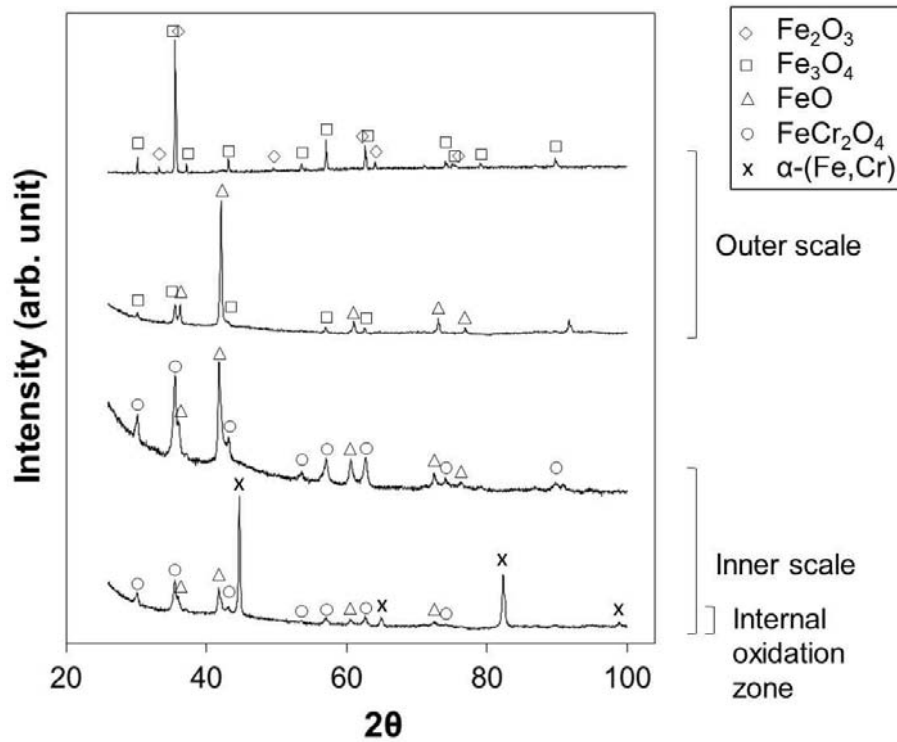 Fe₂O₃
Fe₃O₄
FeO
FeCr₂O₄
x α-(Fe,Cr)
Outer scale
Intensity (arb. unit)
x
x
x
x
Inner scale
Internal
oxidation
zone
20 40 60 80 100
2θ